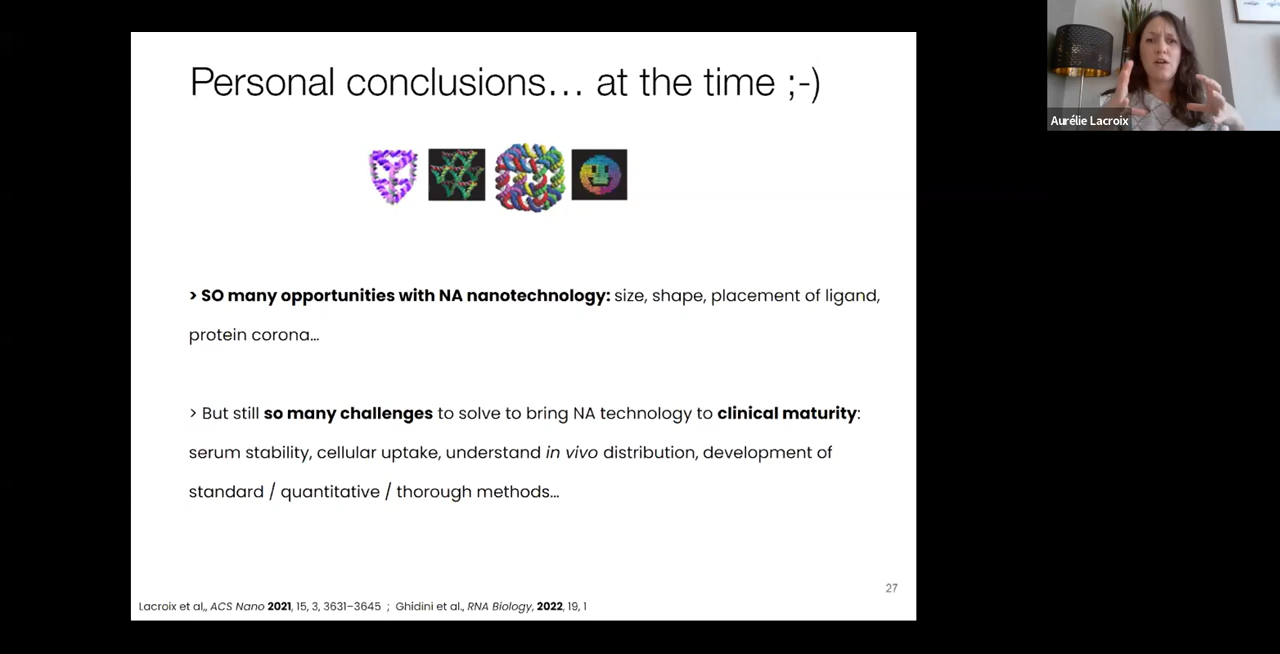 Personal conclusions… at the time ;-)
Aurélie Lacroix
> SO many opportunities with NA nanotechnology: size, shape, placement of ligand,
protein corona…
> But still so many challenges to solve to bring NA technology to clinical maturity:
serum stability, cellular uptake, understand in vivo distribution, development of
standard / quantitative / thorough methods…
27
Lacroix et al,, ACS Nano 2021, 15, 3, 3631–3645 ; Ghidini et al., RNA Biology, 2022, 19, 1